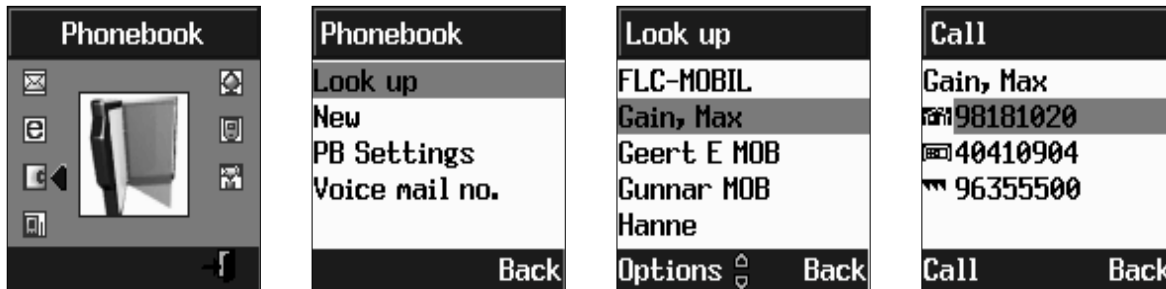 Phonebook
Phonebook
Look up
New
PB Settings
Voice mail no.
Back
Look up
FLC-MOBIL
Gain, Max
Geert E MOB
Gunnar MOB
Hanne
Options Back
Call
Gain, Max
98181020
40410904
96355500
Call Back